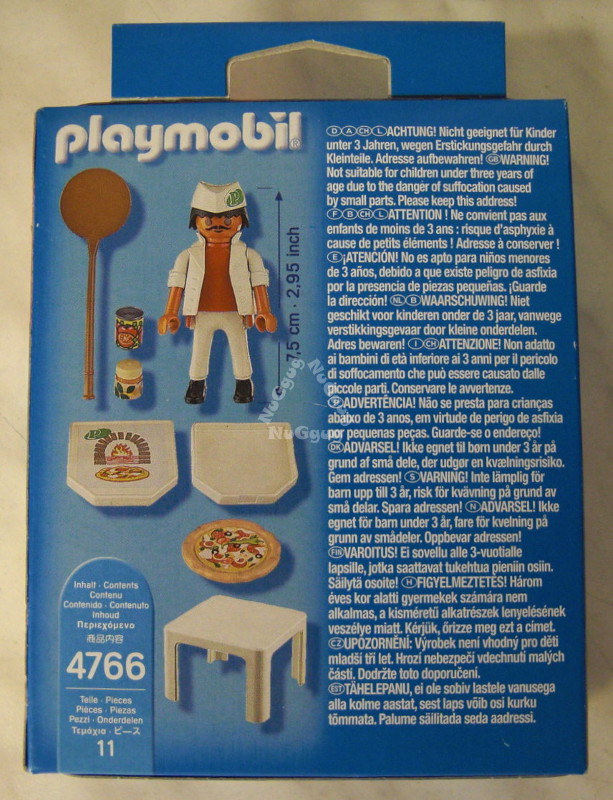 playmobil®
7,5 cm · 2,95 inch
Inhalt · Contents
Contenu
Contenido · Contenuto
Inhoud
Περιεχόμενο
商品内容
4766
Teile · Pieces
Pièces · Piezas
Pezzi · Onderdelen
Τεμάχια · ピース
11
D A CH L ACHTUNG! Nicht geeignet für Kinder
unter 3 Jahren, wegen Erstickungsgefahr durch
Kleinteile. Adresse aufbewahren! GB WARNING!
Not suitable for children under three years of
age due to the danger of suffocation caused
by small parts. Please keep this address!
F B CH L ATTENTION ! Ne convient pas aux
enfants de moins de 3 ans : risque d'asphyxie à
cause de petits éléments ! Adresse à conserver !
E ¡ATENCIÓN! No es apto para niños menores
de 3 años, debido a que existe peligro de asfixia
por la presencia de piezas pequeñas. ¡Guarde
la dirección! NL B WAARSCHUWING! Niet
geschikt voor kinderen onder de 3 jaar, vanwege
verstikkingsgevaar door kleine onderdelen.
Adres bewaren! I CH ATTENZIONE! Non adatto
ai bambini di età inferiore ai 3 anni per il pericolo
di soffocamento che può essere causato dalle
piccole parti. Conservare le avvertenze.
P ADVERTÊNCIA! Não se presta para crianças
abaixo de 3 anos, em virtude de perigo de asfixia
por pequenas peças. Guarde-se o endereço!
DK ADVARSEL! Ikke egnet til børn under 3 år på
grund af små dele, der udgør en kvælningsrisiko.
Gem adressen! S VARNING! Inte lämplig för
barn upp till 3 år, risk för kvävning på grund av
små delar. Spara adressen! N ADVARSEL! Ikke
egnet for barn under 3 år, fare for kvelning på
grunn av smådeler. Oppbevar adressen!
FIN VAROITUS! Ei sovellu alle 3-vuotialle
lapsille, jotka saattavat tukehtua pieniin osiin.
Säilytä osoite! H FIGYELMEZTETÉS! Három
éves kor alatti gyermekek számára nem
alkalmas, a kisméretű alkatrészek lenyelésének
veszélye miatt. Kérjük, őrizze meg ezt a címet.
CZ UPOZORNĚNÍ: Výrobek není vhodný pro děti
mladší tří let. Hrozí nebezpečí vdechnutí malých
částí. Dodržte toto doporučení.
EST TÄHELEPANU, ei ole sobiv lastele vanusega
alla kolme aastat, sest laps võib osi kurku
tõmmata. Palume säilitada seda aadressi.
NuGgug NuGgug
NuGgug